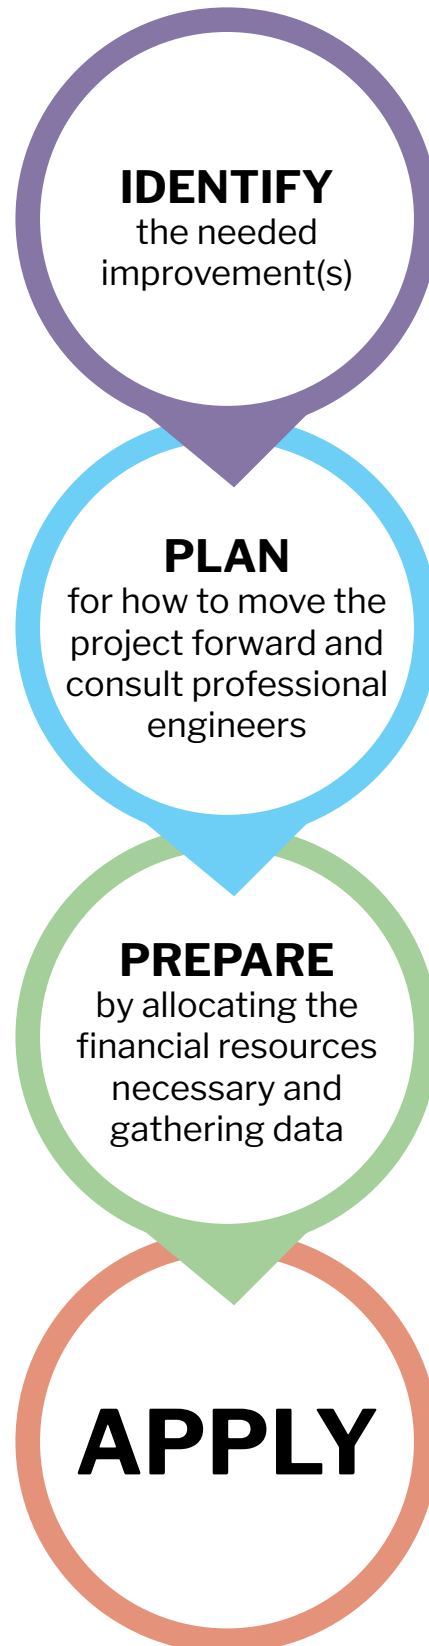 IDENTIFY
the needed
improvement(s)
PLAN
for how to move the
project forward and
consult professional
engineers
PREPARE
by allocating the
financial resources
necessary and
gathering data
APPLY